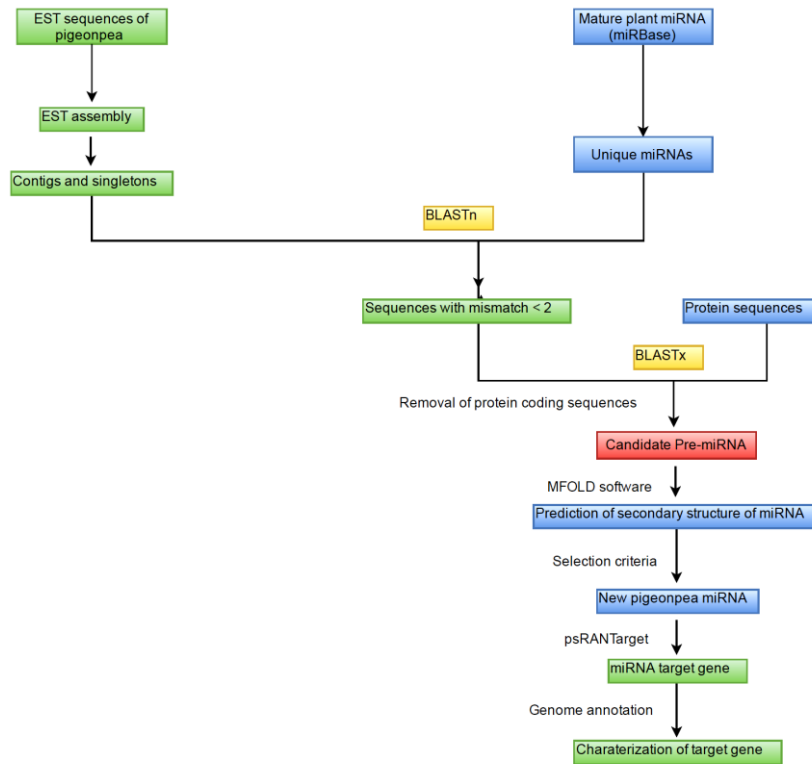 EST sequences of
pigeonpea
Mature plant miRNA
(miRBase)
EST assembly
Unique miRNAs
Contigs and singletons
BLASTn
Sequences with mismatch < 2
Protein sequences
BLASTx
Removal of protein coding sequences
Candidate Pre-miRNA
MFOLD software
Prediction of secondary structure of miRNA
Selection criteria
New pigeonpea miRNA
psRANTarget
miRNA target gene
Genome annotation
Charaterization of target gene